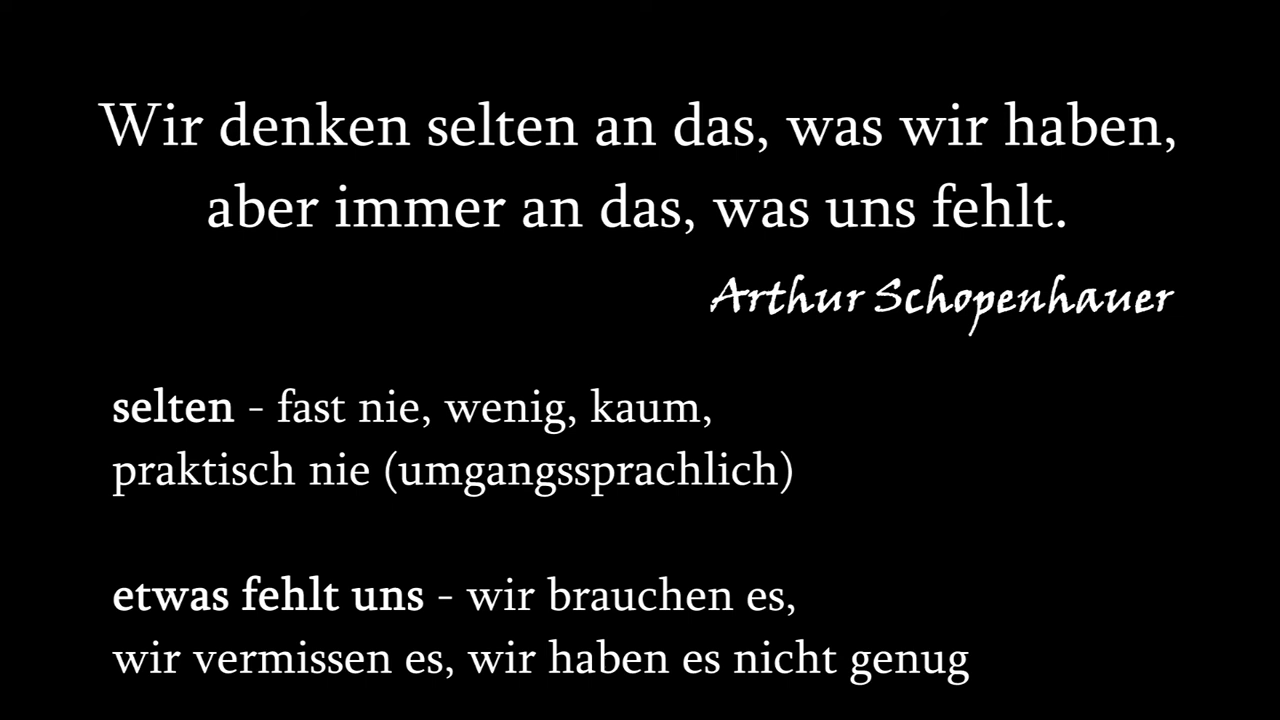 Wir denken selten an das, was wir haben,
aber immer an das, was uns fehlt.
Arthur Schopenhauer
selten - fast nie, wenig, kaum,
praktisch nie (umgangssprachlich)
etwas fehlt uns - wir brauchen es,
wir vermissen es, wir haben es nicht genug